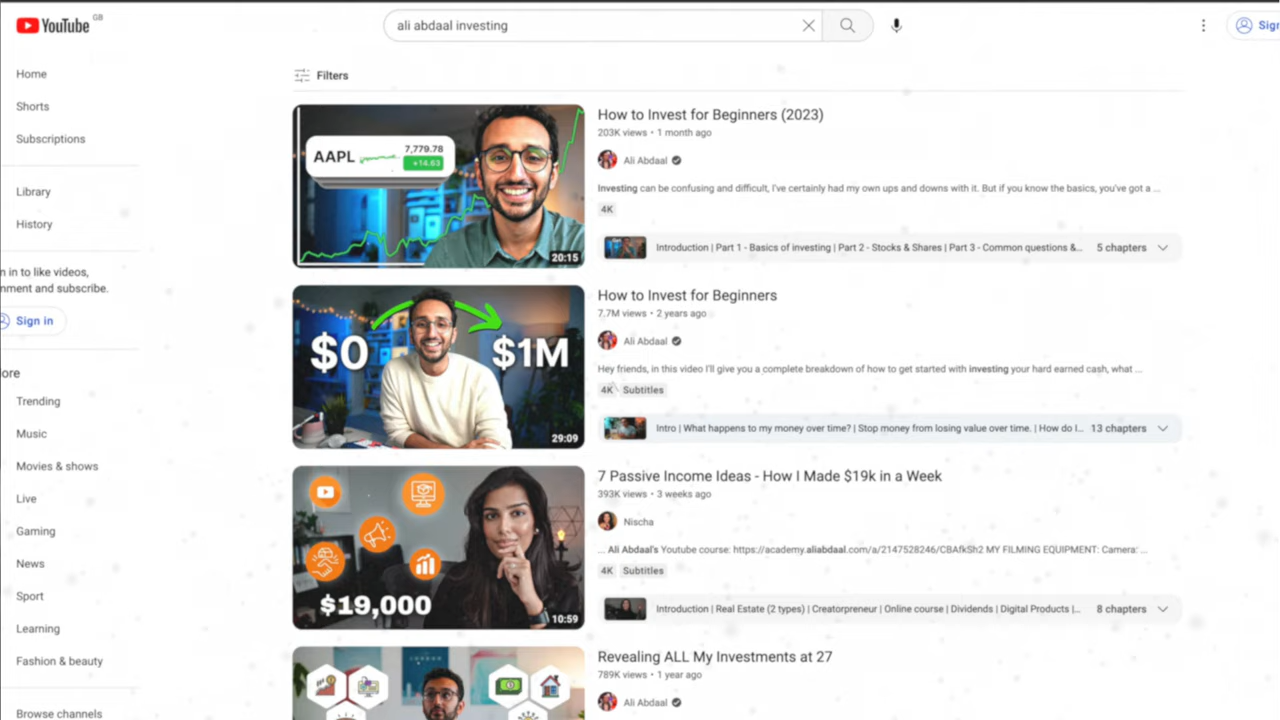 YouTube GB
ali abdaal investing
Sign
Home
Shorts
Subscriptions
Library
History
n in to like videos,
nment and subscribe.
Sign in
ore
Trending
Music
Movies & shows
Live
Gaming
News
Sport
Learning
Fashion & beauty
Browse channels
Filters
AAPL
7,779.78
+14.63
20:15
How to Invest for Beginners (2023)
203K views • 1 month ago
Ali Abdaal
Investing can be confusing and difficult, I've certainly had my own ups and downs with it. But if you know the basics, you've got a ...
4K
Introduction | Part 1 - Basics of investing | Part 2 - Stocks & Shares | Part 3 - Common questions &... 5 chapters
$0
$1M
29:09
How to Invest for Beginners
7.7M views • 2 years ago
Ali Abdaal
Hey friends, in this video I'll give you a complete breakdown of how to get started with investing your hard earned cash, what ...
4K Subtitles
Intro | What happens to my money over time? | Stop money from losing value over time. | How do I... 13 chapters
$19,000
10:59
7 Passive Income Ideas - How I Made $19k in a Week
393K views • 3 weeks ago
Nischa
... Ali Abdaal's Youtube course: https://academy.aliabdaal.com/a/2147528246/CBAfkSh2 MY FILMING EQUIPMENT: Camera: ...
4K Subtitles
Introduction | Real Estate (2 types) | Creatorpreneur | Online course | Dividends | Digital Products |... 8 chapters
Revealing ALL My Investments at 27
789K views • 1 year ago
Ali Abdaal